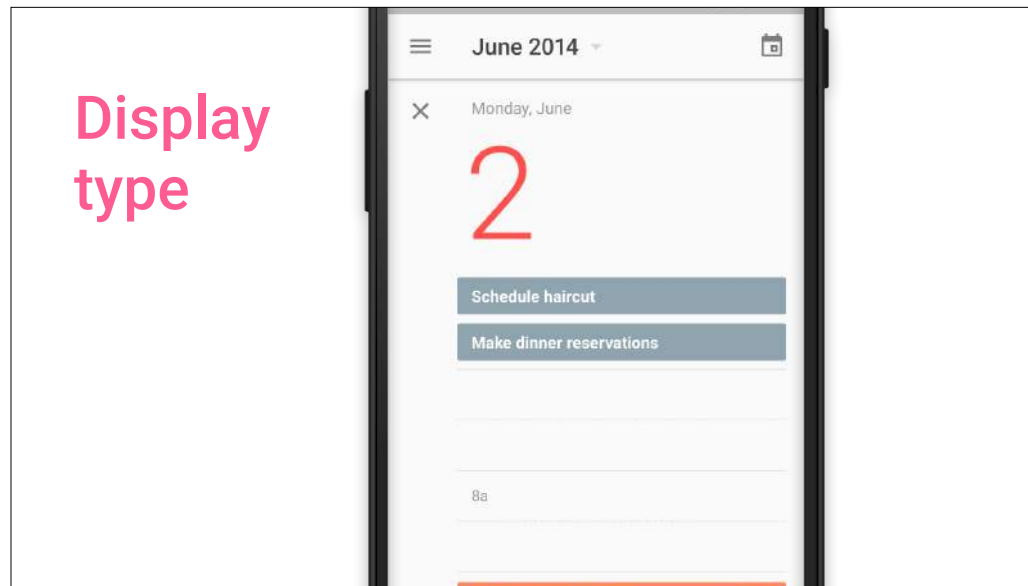 Display
type
June 2014
Monday, June
2
Schedule haircut
Make dinner reservations
8a